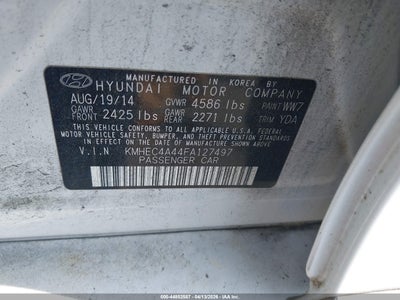 MANUFACTURED IN KOREA BY
HYUNDAI MOTOR COMPANY
AUG/19/14 GVWR 4586 lbs PAINT WW7
GAWR FRONT 2425 lbs GAWR REAR 2271 lbs TRIM YDA
THIS VEHICLE CONFORMS TO ALL APPLICABLE U.S. FEDERAL
MOTOR VEHICLE SAFETY, BUMPER, AND THEFT PREVENTION STANDARDS
IN EFFECT ON THE DATE OF MANUFACTURE SHOWN ABOVE.
V.I.N KMHEC4A44FA127497
PASSENGER CAR